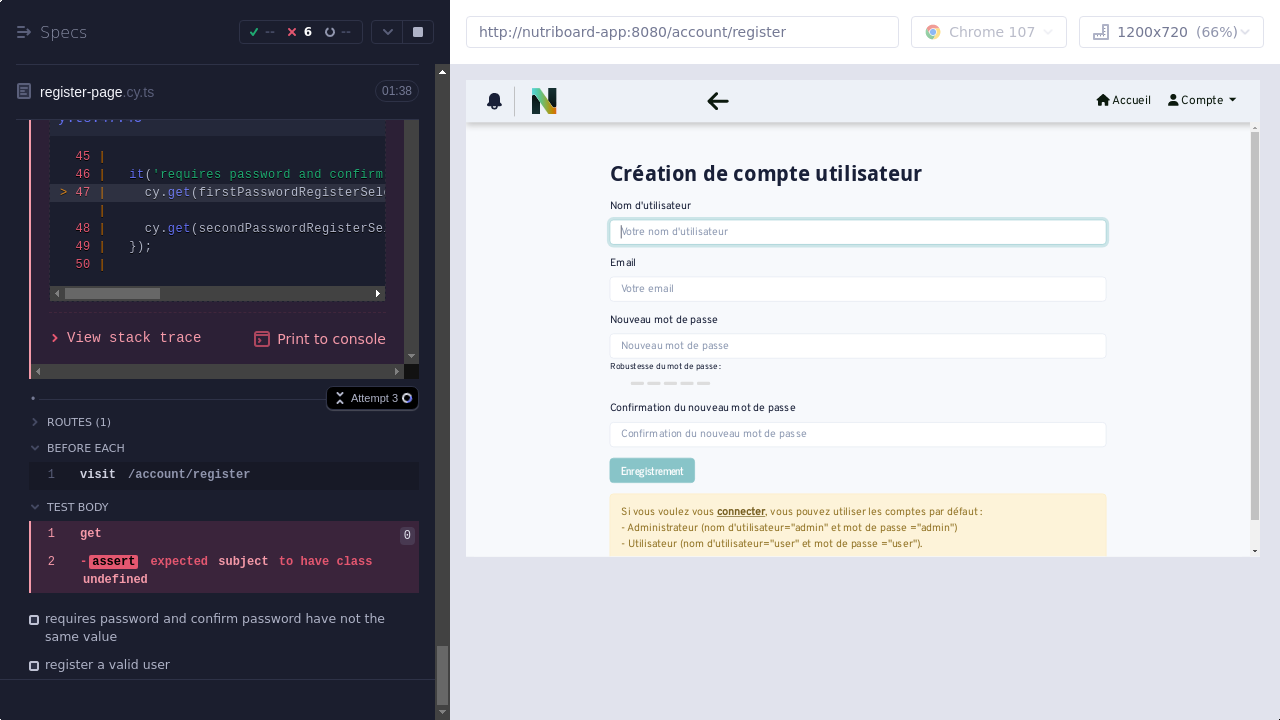 Specs
--
6
--
register-page.cy.ts
01:38
45 |
46 |   it('requires password and confirm
> 47 |     cy.get(firstPasswordRegisterSele
|
48 |     cy.get(secondPasswordRegisterSe
49 |   });
50 |
View stack trace
Print to console
Attempt 3
ROUTES (1)
BEFORE EACH
1 visit /account/register
TEST BODY
1 get 0
2 -assert expected subject to have class
undefined
requires password and confirm password have not the
same value
register a valid user
http://nutriboard-app:8080/account/register
Chrome 107
1200x720 (66%)
Accueil
Compte
Création de compte utilisateur
Nom d'utilisateur
Votre nom d'utilisateur
Email
Votre email
Nouveau mot de passe
Nouveau mot de passe
Robustesse du mot de passe :
Confirmation du nouveau mot de passe
Confirmation du nouveau mot de passe
Enregistrement
Si vous voulez vous connecter, vous pouvez utiliser les comptes par défaut :
- Administrateur (nom d'utilisateur="admin" et mot de passe ="admin")
- Utilisateur (nom d'utilisateur="user" et mot de passe ="user").